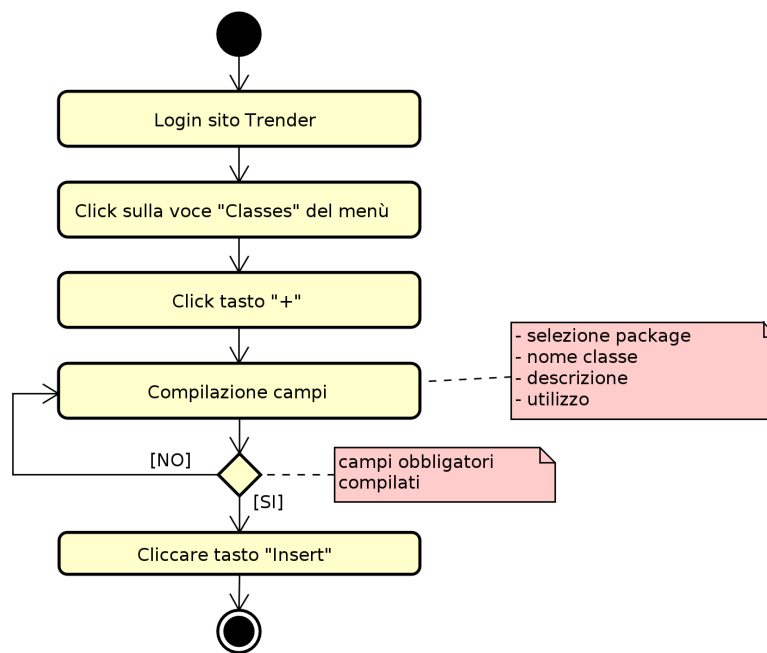 Login sito Trender
Click sulla voce "Classes" del menù
Click tasto "+"
Compilazione campi
- selezione package
- nome classe
- descrizione
- utilizzo
[NO]
campi obbligatori
compilati
[SI]
Cliccare tasto "Insert"